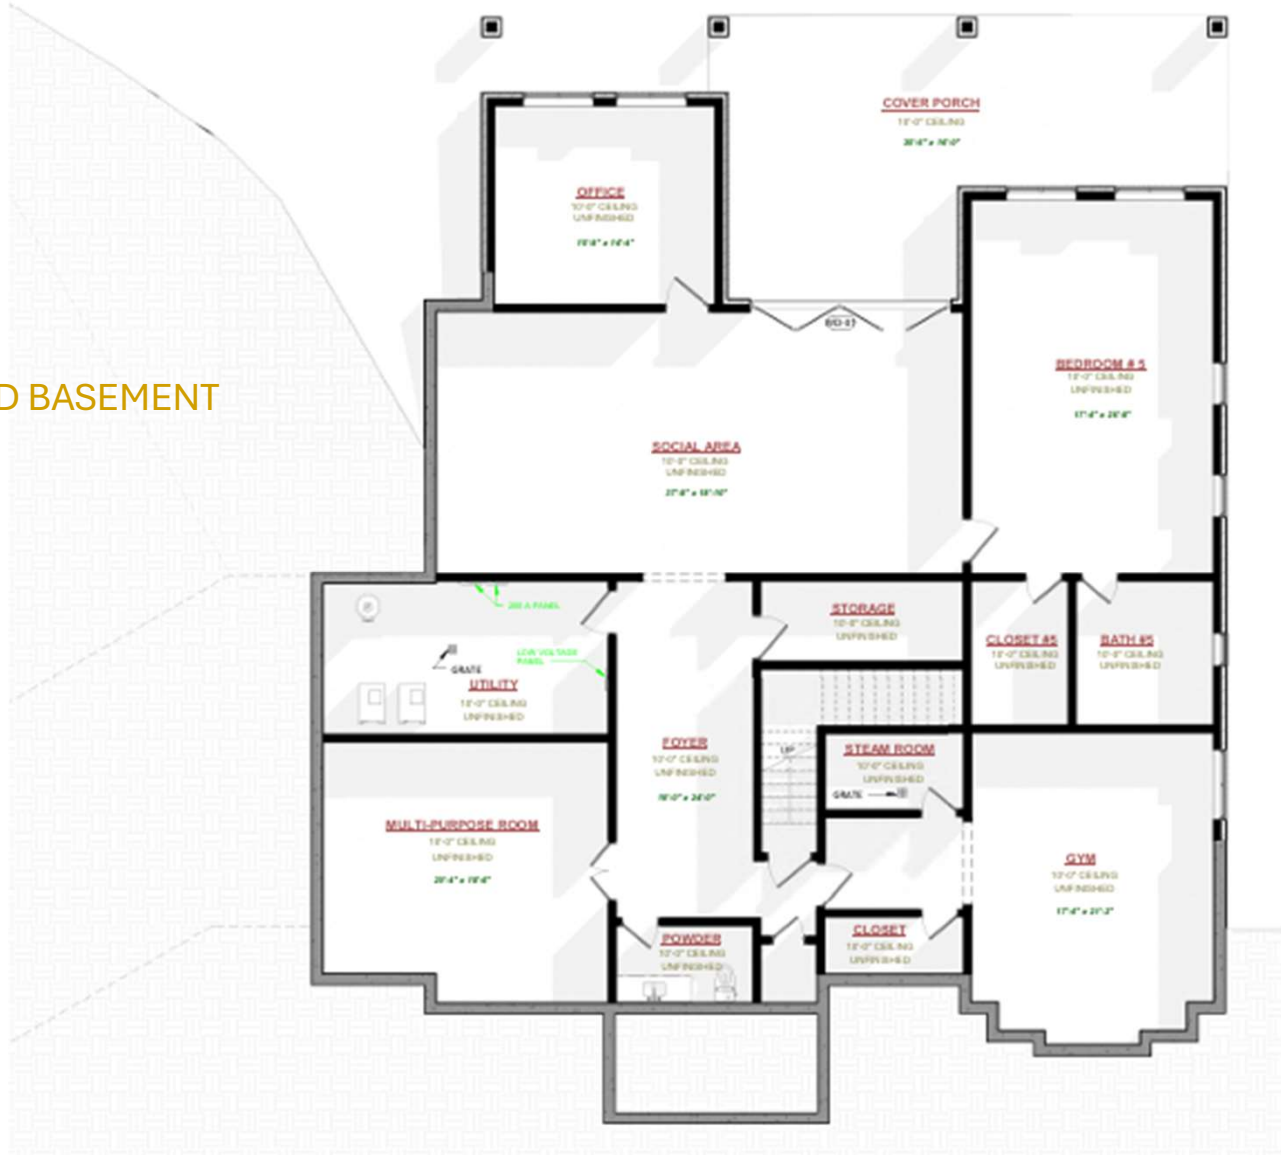 COVER PORCH
10'-0" CEILING
OFFICE
10'-0" CEILING
UNFINISHED
BEDROOM # 5
10'-0" CEILING
UNFINISHED
D BASEMENT
SOCIAL AREA
10'-0" CEILING
UNFINISHED
200 A PANEL
STORAGE
10'-0" CEILING
UNFINISHED
CLOSET #5
10'-0" CEILING
UNFINISHED
BATH #5
10'-0" CEILING
UNFINISHED
LOW VOLTAGE
PANEL
GRATE
UTILITY
10'-0" CEILING
UNFINISHED
FOYER
10'-0" CEILING
UNFINISHED
UP
STEAM ROOM
10'-0" CEILING
UNFINISHED
GRATE
MULTI-PURPOSE ROOM
10'-0" CEILING
UNFINISHED
GYM
10'-0" CEILING
UNFINISHED
POWDER
10'-0" CEILING
UNFINISHED
CLOSET
10'-0" CEILING
UNFINISHED